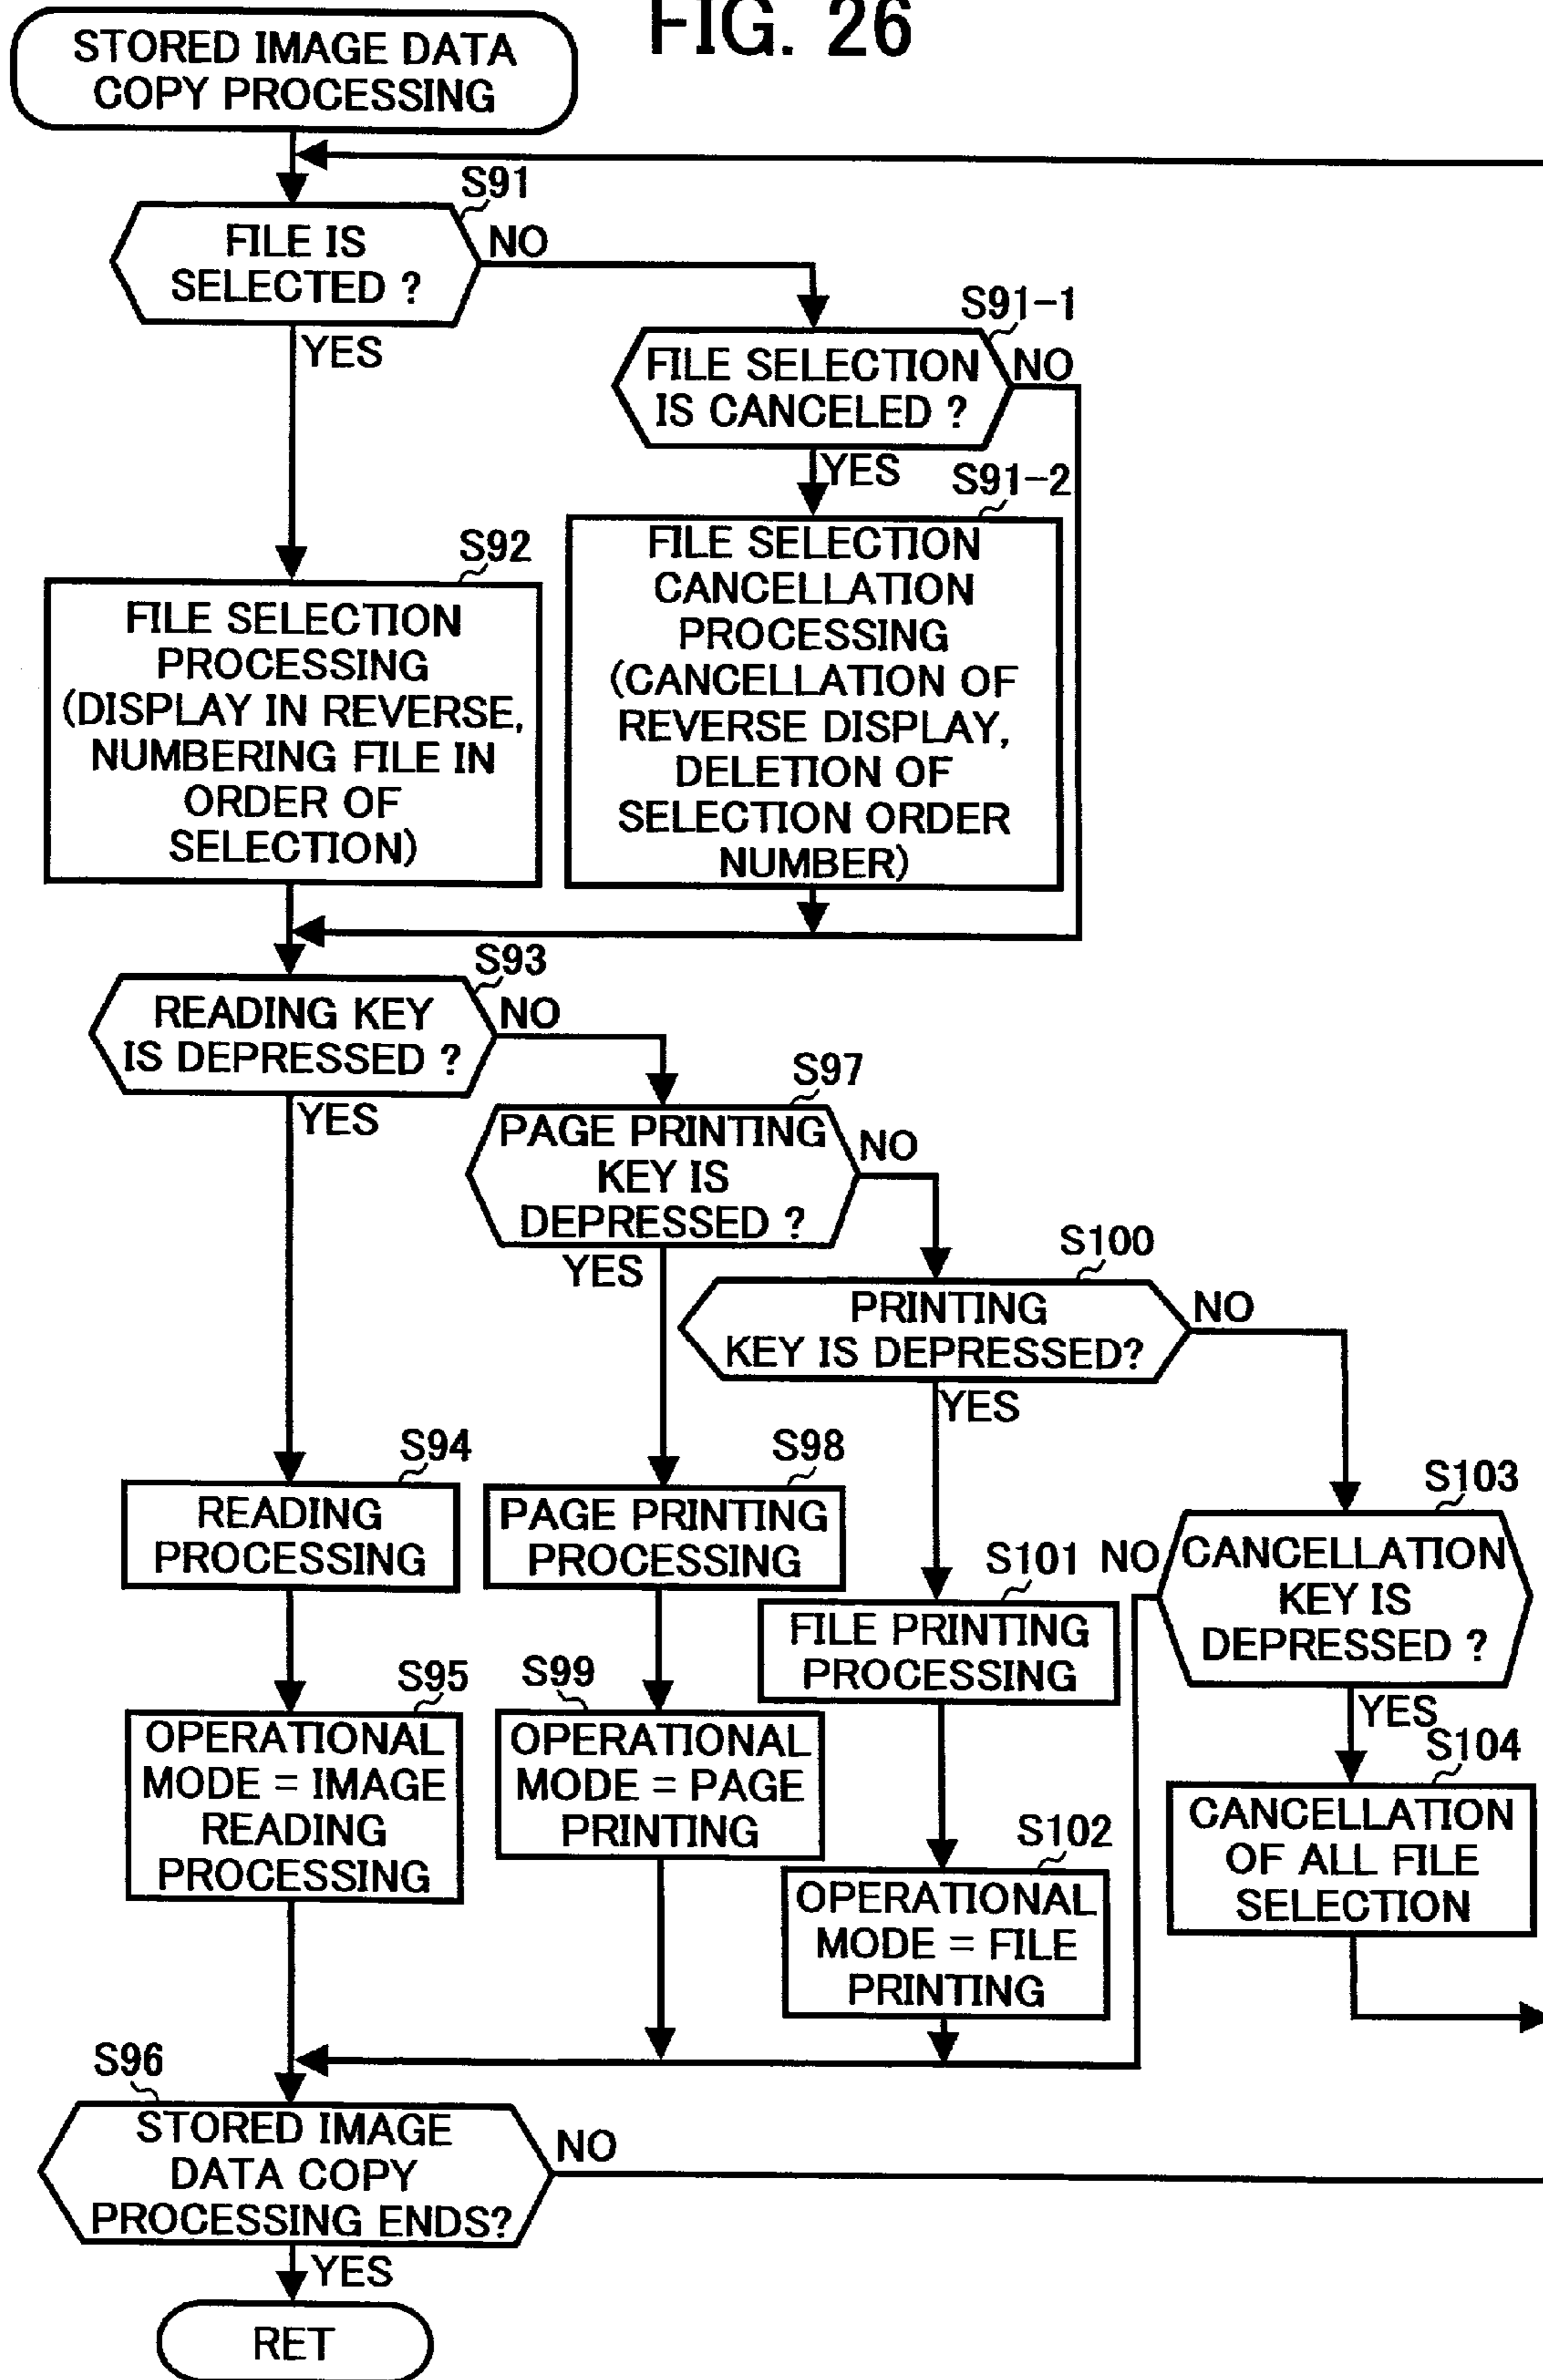 FIG. 26
STORED IMAGE DATA
COPY PROCESSING
S91
FILE IS
SELECTED ?
NO
YES
S91-1
FILE SELECTION
IS CANCELED ?
NO
YES
S91-2
FILE SELECTION
CANCELLATION
PROCESSING
(CANCELLATION OF
REVERSE DISPLAY,
DELETION OF
SELECTION ORDER
NUMBER)
S92
FILE SELECTION
PROCESSING
(DISPLAY IN REVERSE,
NUMBERING FILE IN
ORDER OF
SELECTION)
S93
READING KEY
IS DEPRESSED ?
NO
YES
S97
PAGE PRINTING
KEY IS
DEPRESSED ?
NO
YES
S100
PRINTING
KEY IS DEPRESSED?
NO
YES
S94
READING
PROCESSING
S98
PAGE PRINTING
PROCESSING
S101
FILE PRINTING
PROCESSING
S103
NO
CANCELLATION
KEY IS
DEPRESSED ?
YES
S95
OPERATIONAL
MODE = IMAGE
READING
PROCESSING
S99
OPERATIONAL
MODE = PAGE
PRINTING
S102
OPERATIONAL
MODE = FILE
PRINTING
S104
CANCELLATION
OF ALL FILE
SELECTION
S96
STORED IMAGE
DATA COPY
PROCESSING ENDS?
NO
YES
RET